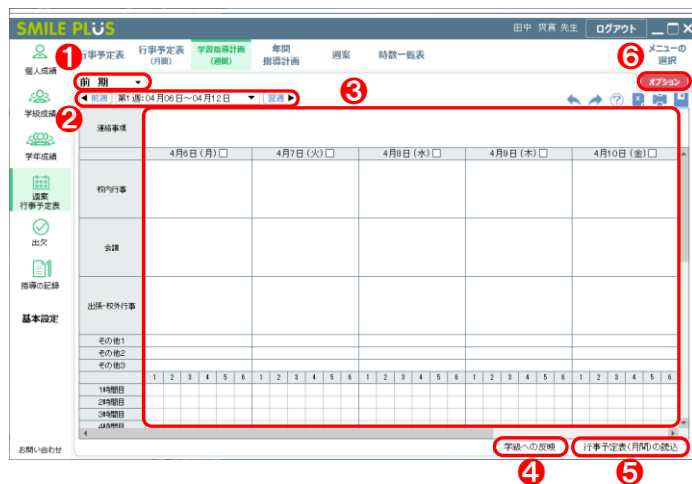 SMILE PLUS
田中 爽真 先生 ログアウト
個人成績
学級成績
学年成績
週案
行事予定表
出欠
指導の記録
基本設定
お問い合わせ
行事予定表
行事予定表
(月間)
学習指導計画
(週間)
年間
指導計画
週案
時数一覧表
メニューの
選択
1
6
前 期
オプション
2
◀ 前週 第1週:04月06日～04月12日 ▼ 翌週 ▶
3
連絡事項
4月6日(月) 4月7日(火) 4月8日(水) 4月9日(木) 4月10日(金)
校内行事
会議
出張・校外行事
その他1
その他2
その他3
1 2 3 4 5 6 1 2 3 4 5 6 1 2 3 4 5 6 1 2 3 4 5 6 1 2 3 4 5 6
1時間目
2時間目
3時間目
4時間目
学級への反映 行事予定表(月間)の読込
4 5